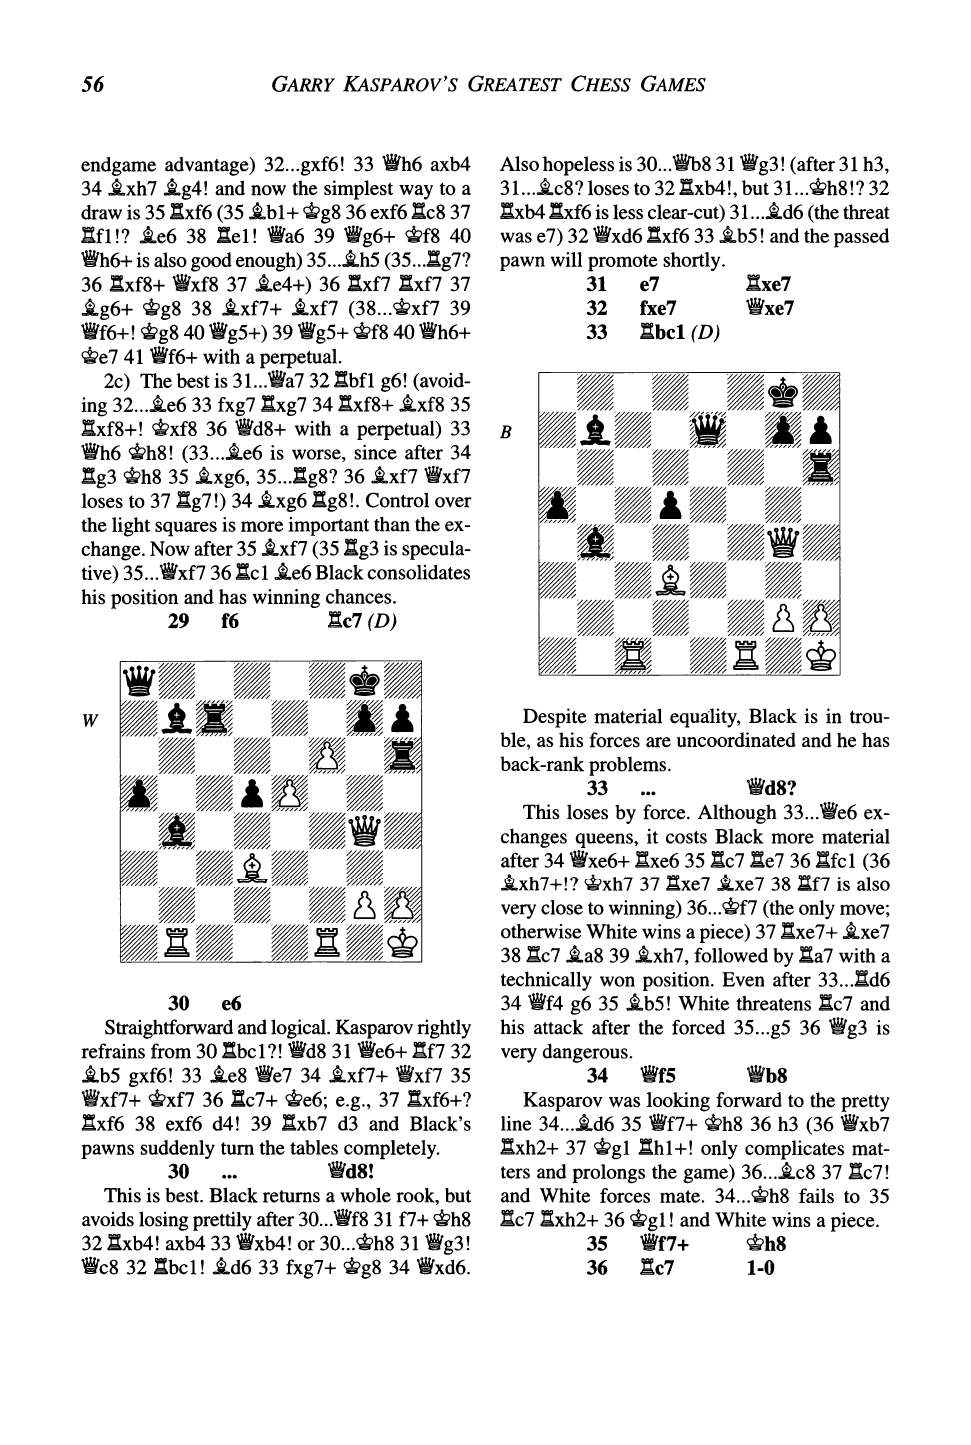 56
GARRY KASPAROV'S GREATEST CHESS GAMES
endgame advantage) 32...gxf6! 33 ♕h6 axb4
34 ♗xh7 ♗g4! and now the simplest way to a
draw is 35 ♖xf6 (35 ♗b1+ ♔g8 36 exf6 ♖c8 37
♖f1!? ♗e6 38 ♖e1! ♕a6 39 ♕g6+ ♔f8 40
♕h6+ is also good enough) 35...♗h5 (35...♖g7?
36 ♖xf8+ ♕xf8 37 ♗e4+) 36 ♖xf7 ♖xf7 37
♗g6+ ♔g8 38 ♗xf7+ ♗xf7 (38...♔xf7 39
♕f6+! ♔g8 40 ♕g5+) 39 ♕g5+ ♔f8 40 ♕h6+
♔e7 41 ♕f6+ with a perpetual.
2c) The best is 31...♕a7 32 ♖bf1 g6! (avoid-
ing 32...♗e6 33 fxg7 ♖xg7 34 ♖xf8+ ♗xf8 35
♖xf8+! ♔xf8 36 ♕d8+ with a perpetual) 33
♕h6 ♔h8! (33...♗e6 is worse, since after 34
♖g3 ♔h8 35 ♗xg6, 35...♖g8? 36 ♗xf7 ♕xf7
loses to 37 ♖g7!) 34 ♗xg6 ♖g8!. Control over
the light squares is more important than the ex-
change. Now after 35 ♗xf7 (35 ♖g3 is specula-
tive) 35...♕xf7 36 ♖c1 ♗e6 Black consolidates
his position and has winning chances.
29 f6 ♖c7 (D)
W
30 e6
Straightforward and logical. Kasparov rightly
refrains from 30 ♖bc1?! ♕d8 31 ♕e6+ ♖f7 32
♗b5 gxf6! 33 ♗e8 ♕e7 34 ♗xf7+ ♕xf7 35
♕xf7+ ♔xf7 36 ♖c7+ ♔e6; e.g., 37 ♖xf6+?
♖xf6 38 exf6 d4! 39 ♖xb7 d3 and Black's
pawns suddenly turn the tables completely.
30 ... ♕d8!
This is best. Black returns a whole rook, but
avoids losing prettily after 30...♕f8 31 f7+ ♔h8
32 ♖xb4! axb4 33 ♕xb4! or 30...♔h8 31 ♕g3!
♕c8 32 ♖bc1! ♗d6 33 fxg7+ ♔g8 34 ♕xd6.
Also hopeless is 30...♕b8 31 ♕g3! (after 31 h3,
31...♗c8? loses to 32 ♖xb4!, but 31...♔h8!? 32
♖xb4 ♖xf6 is less clear-cut) 31...♗d6 (the threat
was e7) 32 ♕xd6 ♖xf6 33 ♗b5! and the passed
pawn will promote shortly.
31 e7 ♖xe7
32 fxe7 ♕xe7
33 ♖bc1 (D)
B
Despite material equality, Black is in trou-
ble, as his forces are uncoordinated and he has
back-rank problems.
33 ... ♕d8?
This loses by force. Although 33...♕e6 ex-
changes queens, it costs Black more material
after 34 ♕xe6+ ♖xe6 35 ♖c7 ♖e7 36 ♖fc1 (36
♗xh7+!? ♔xh7 37 ♖xe7 ♗xe7 38 ♖f7 is also
very close to winning) 36...♔f7 (the only move;
otherwise White wins a piece) 37 ♖xe7+ ♗xe7
38 ♖c7 ♗a8 39 ♗xh7, followed by ♖a7 with a
technically won position. Even after 33...♖d6
34 ♕f4 g6 35 ♗b5! White threatens ♖c7 and
his attack after the forced 35...g5 36 ♕g3 is
very dangerous.
34 ♕f5 ♕b8
Kasparov was looking forward to the pretty
line 34...♗d6 35 ♕f7+ ♔h8 36 h3 (36 ♕xb7
♖xh2+ 37 ♔g1 ♖h1+! only complicates mat-
ters and prolongs the game) 36...♗c8 37 ♖c7!
and White forces mate. 34...♔h8 fails to 35
♖c7 ♖xh2+ 36 ♔g1! and White wins a piece.
35 ♕f7+ ♔h8
36 ♖c7 1-0